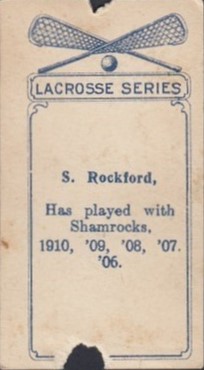 LACROSSE SERIES
S. Rockford,
Has played with
Shamrocks,
1910, '09, '08, '07.
'06.